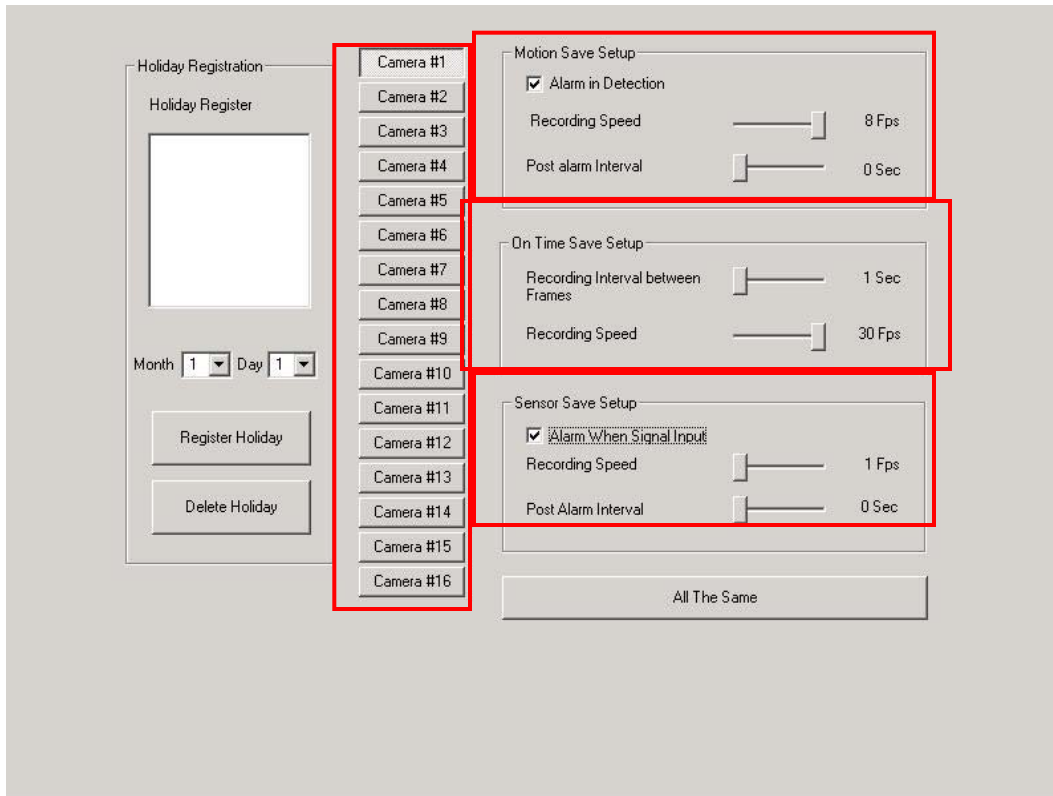 Holiday Registration
Holiday Register
Month 1 Day 1
Register Holiday
Delete Holiday
Camera #1
Camera #2
Camera #3
Camera #4
Camera #5
Camera #6
Camera #7
Camera #8
Camera #9
Camera #10
Camera #11
Camera #12
Camera #13
Camera #14
Camera #15
Camera #16
Motion Save Setup
Alarm in Detection
Recording Speed 8 Fps
Post alarm Interval 0 Sec
On Time Save Setup
Recording Interval between 1 Sec
Frames
Recording Speed 30 Fps
Sensor Save Setup
Alarm When Signal Input
Recording Speed 1 Fps
Post Alarm Interval 0 Sec
All The Same